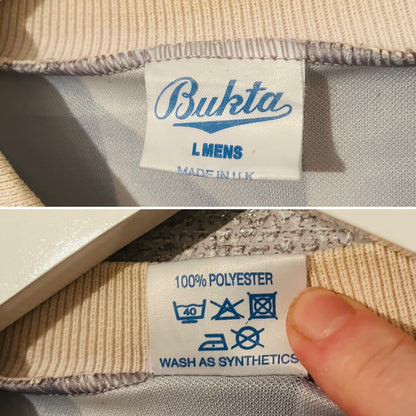 Bukta
L MENS
MADE IN U.K.
100% POLYESTER
40
WASH AS SYNTHETICS